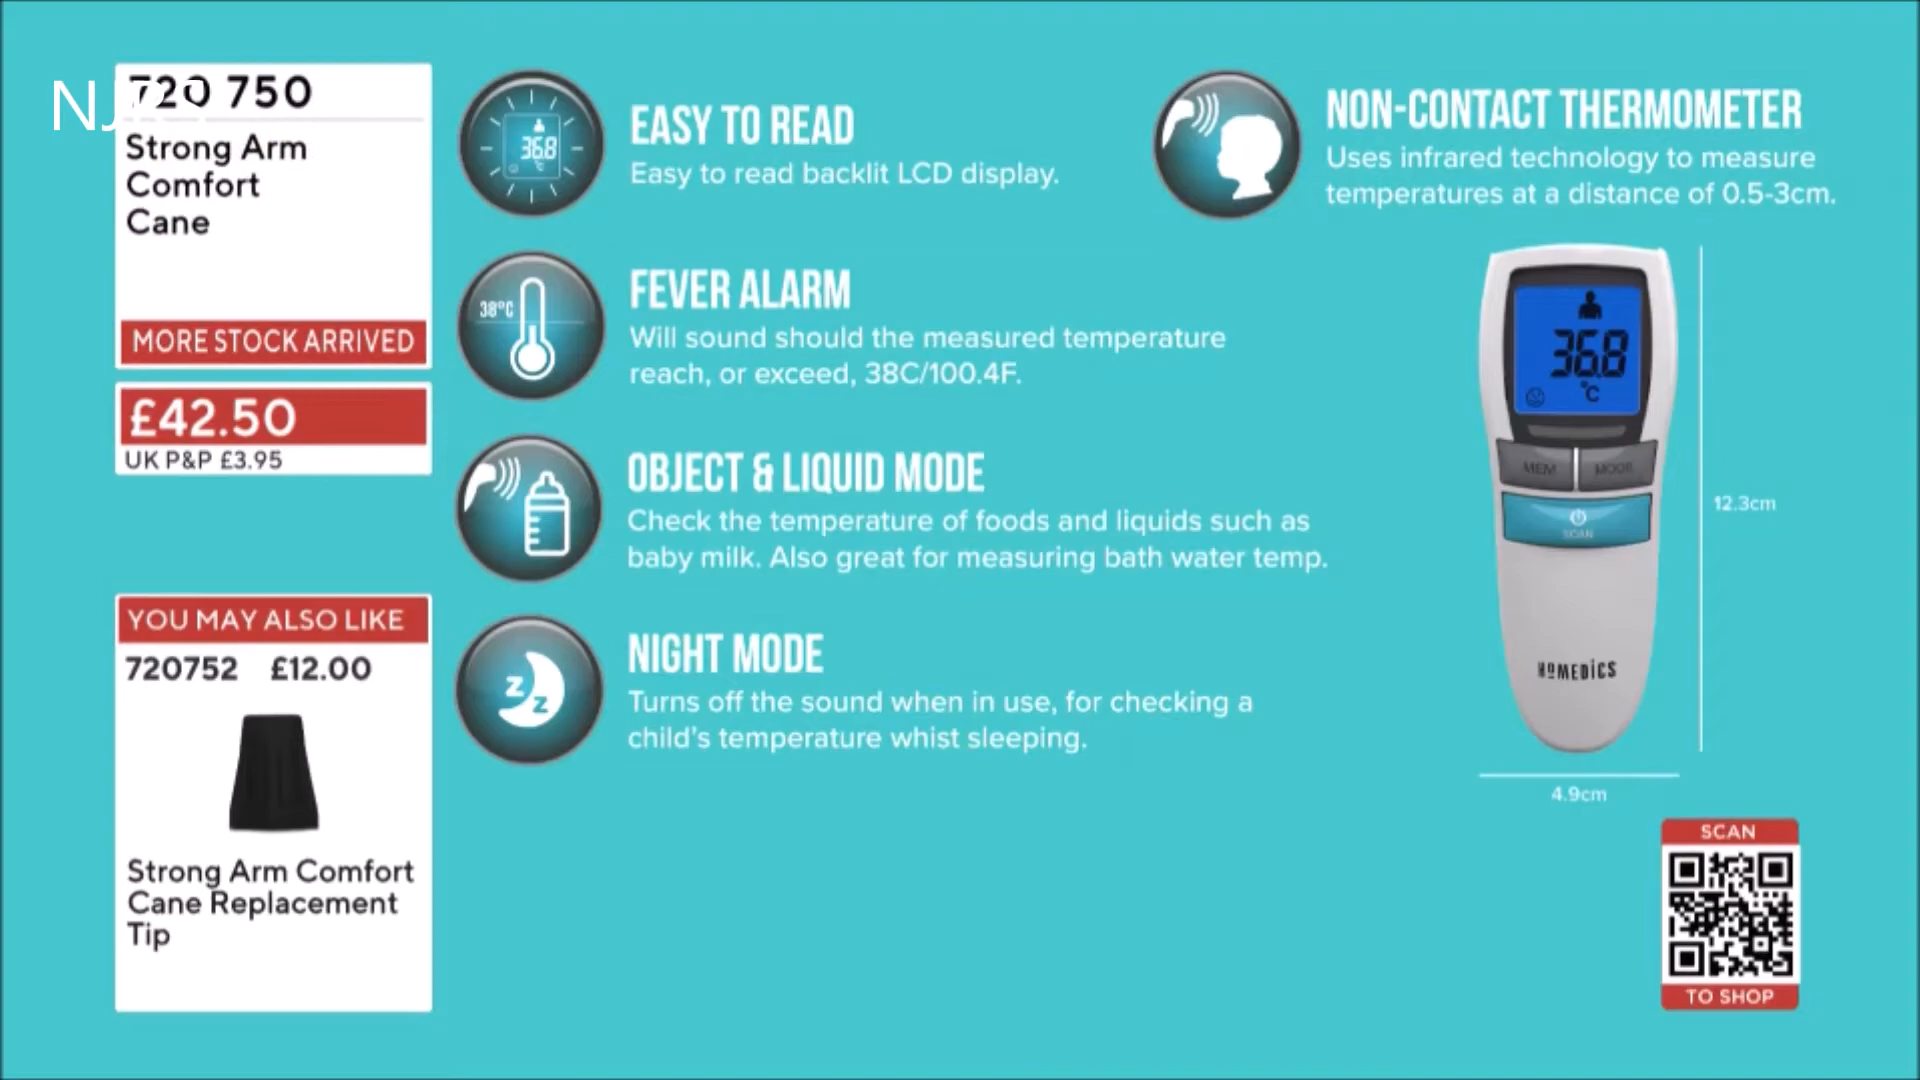 720 750
Strong Arm
Comfort
Cane
MORE STOCK ARRIVED
£42.50
UK P&P £3.95
YOU MAY ALSO LIKE
720752 £12.00
Strong Arm Comfort
Cane Replacement
Tip
36.8
°C
EASY TO READ
Easy to read backlit LCD display.
38°C
FEVER ALARM
Will sound should the measured temperature
reach, or exceed, 38C/100.4F.
OBJECT & LIQUID MODE
Check the temperature of foods and liquids such as
baby milk. Also great for measuring bath water temp.
z z
NIGHT MODE
Turns off the sound when in use, for checking a
child's temperature whist sleeping.
NON-CONTACT THERMOMETER
Uses infrared technology to measure
temperatures at a distance of 0.5-3cm.
36.8
°C
MEM MODE
SCAN
HOMEDICS
12.3cm
4.9cm
SCAN
TO SHOP